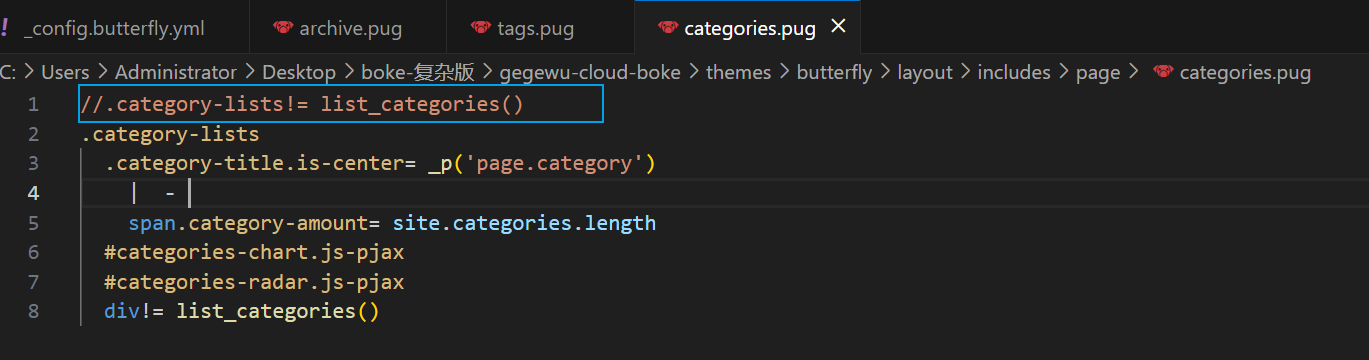 ! _config.butterfly.yml archive.pug tags.pug categories.pug ×
C: > Users > Administrator > Desktop > boke-复杂版 > gegewu-cloud-boke > themes > butterfly > layout > includes > page > categories.pug
1 //.category-lists!= list_categories()
2 .category-lists
3 .category-title.is-center= _p('page.category')
4 | -
5 span.category-amount= site.categories.length
6 #categories-chart.js-pjax
7 #categories-radar.js-pjax
8 div!= list_categories()